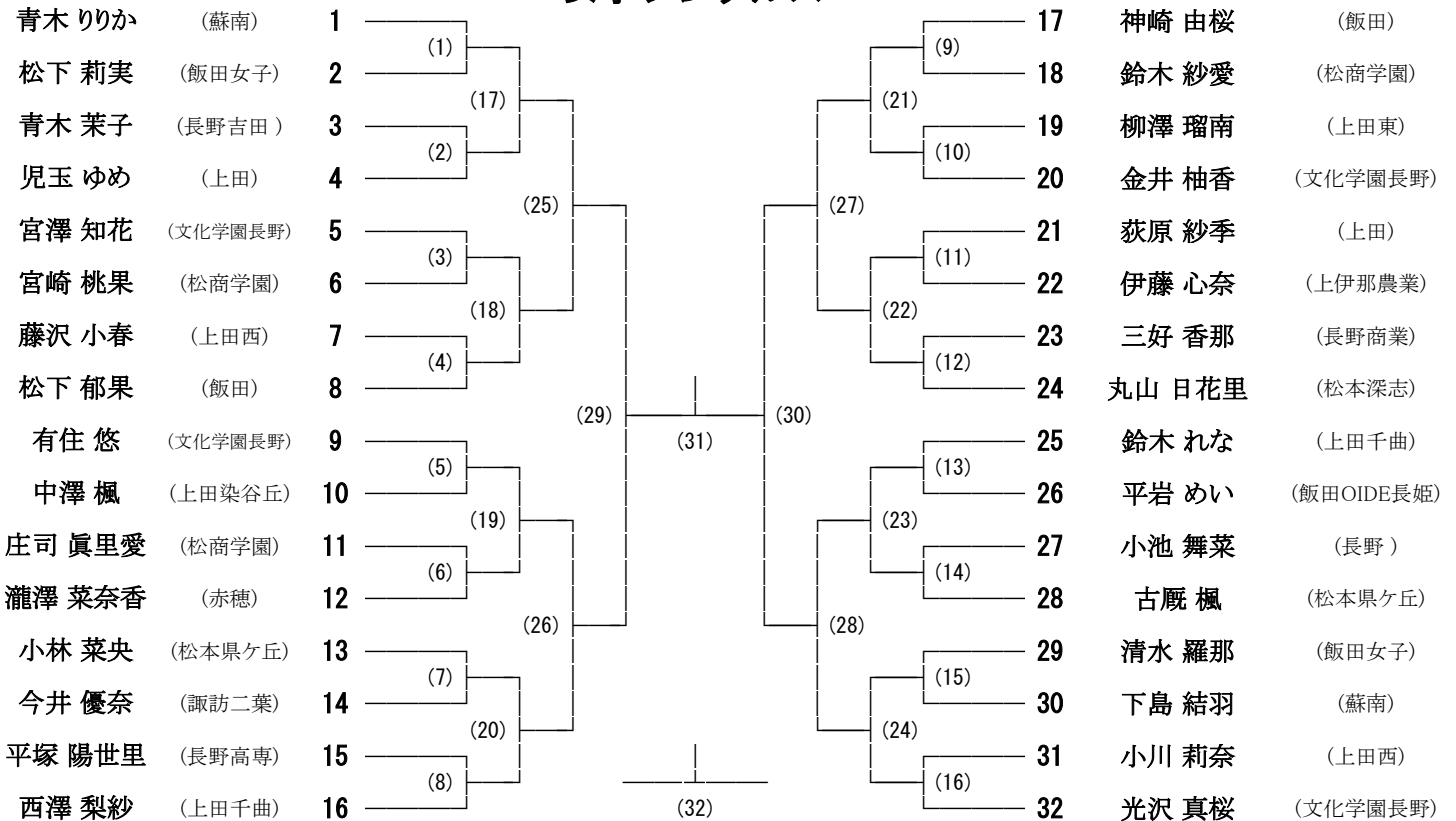 青木 りりか (蘇南) 1
松下 莉実 (飯田女子) 2
青木 茉子 (長野吉田 ) 3
児玉 ゆめ (上田) 4
宮澤 知花 (文化学園長野) 5
宮崎 桃果 (松商学園) 6
藤沢 小春 (上田西) 7
松下 郁果 (飯田) 8
有住 悠 (文化学園長野) 9
中澤 楓 (上田染谷丘) 10
庄司 眞里愛 (松商学園) 11
瀧澤 菜奈香 (赤穂) 12
小林 菜央 (松本県ケ丘) 13
今井 優奈 (諏訪二葉) 14
平塚 陽世里 (長野高専) 15
西澤 梨紗 (上田千曲) 16
(1)
(2)
(3)
(4)
(5)
(6)
(7)
(8)
(17)
(18)
(19)
(20)
(25)
(26)
(29)
(31)
(32)
(30)
(27)
(28)
(21)
(22)
(23)
(24)
(9)
(10)
(11)
(12)
(13)
(14)
(15)
(16)
17 神崎 由桜 (飯田)
18 鈴木 紗愛 (松商学園)
19 柳澤 瑠南 (上田東)
20 金井 柚香 (文化学園長野)
21 荻原 紗季 (上田)
22 伊藤 心奈 (上伊那農業)
23 三好 香那 (長野商業)
24 丸山 日花里 (松本深志)
25 鈴木 れな (上田千曲)
26 平岩 めい (飯田OIDE長姫)
27 小池 舞菜 (長野 )
28 古厩 楓 (松本県ケ丘)
29 清水 羅那 (飯田女子)
30 下島 結羽 (蘇南)
31 小川 莉奈 (上田西)
32 光沢 真桜 (文化学園長野)